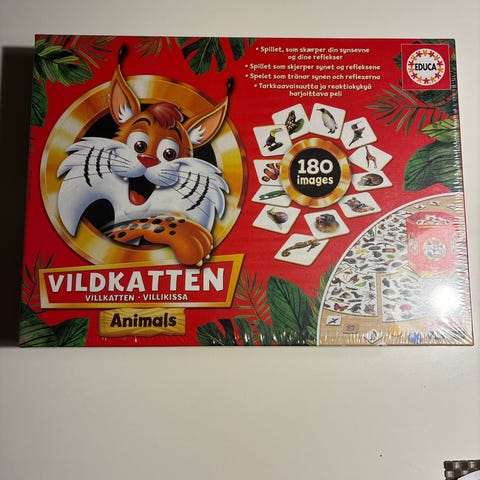 • Spillet, som skærper din synsevne
og dine reflekser
• Spillet som skjerper synet og refleksene
• Spelet som tränar synen och reflexerna
• Tarkkaavaisuutta ja reaktiokykyä
harjoittava peli
EDUCA
180
images
VILDKATTEN
VILLKATTEN · VILLIKISSA
Animals